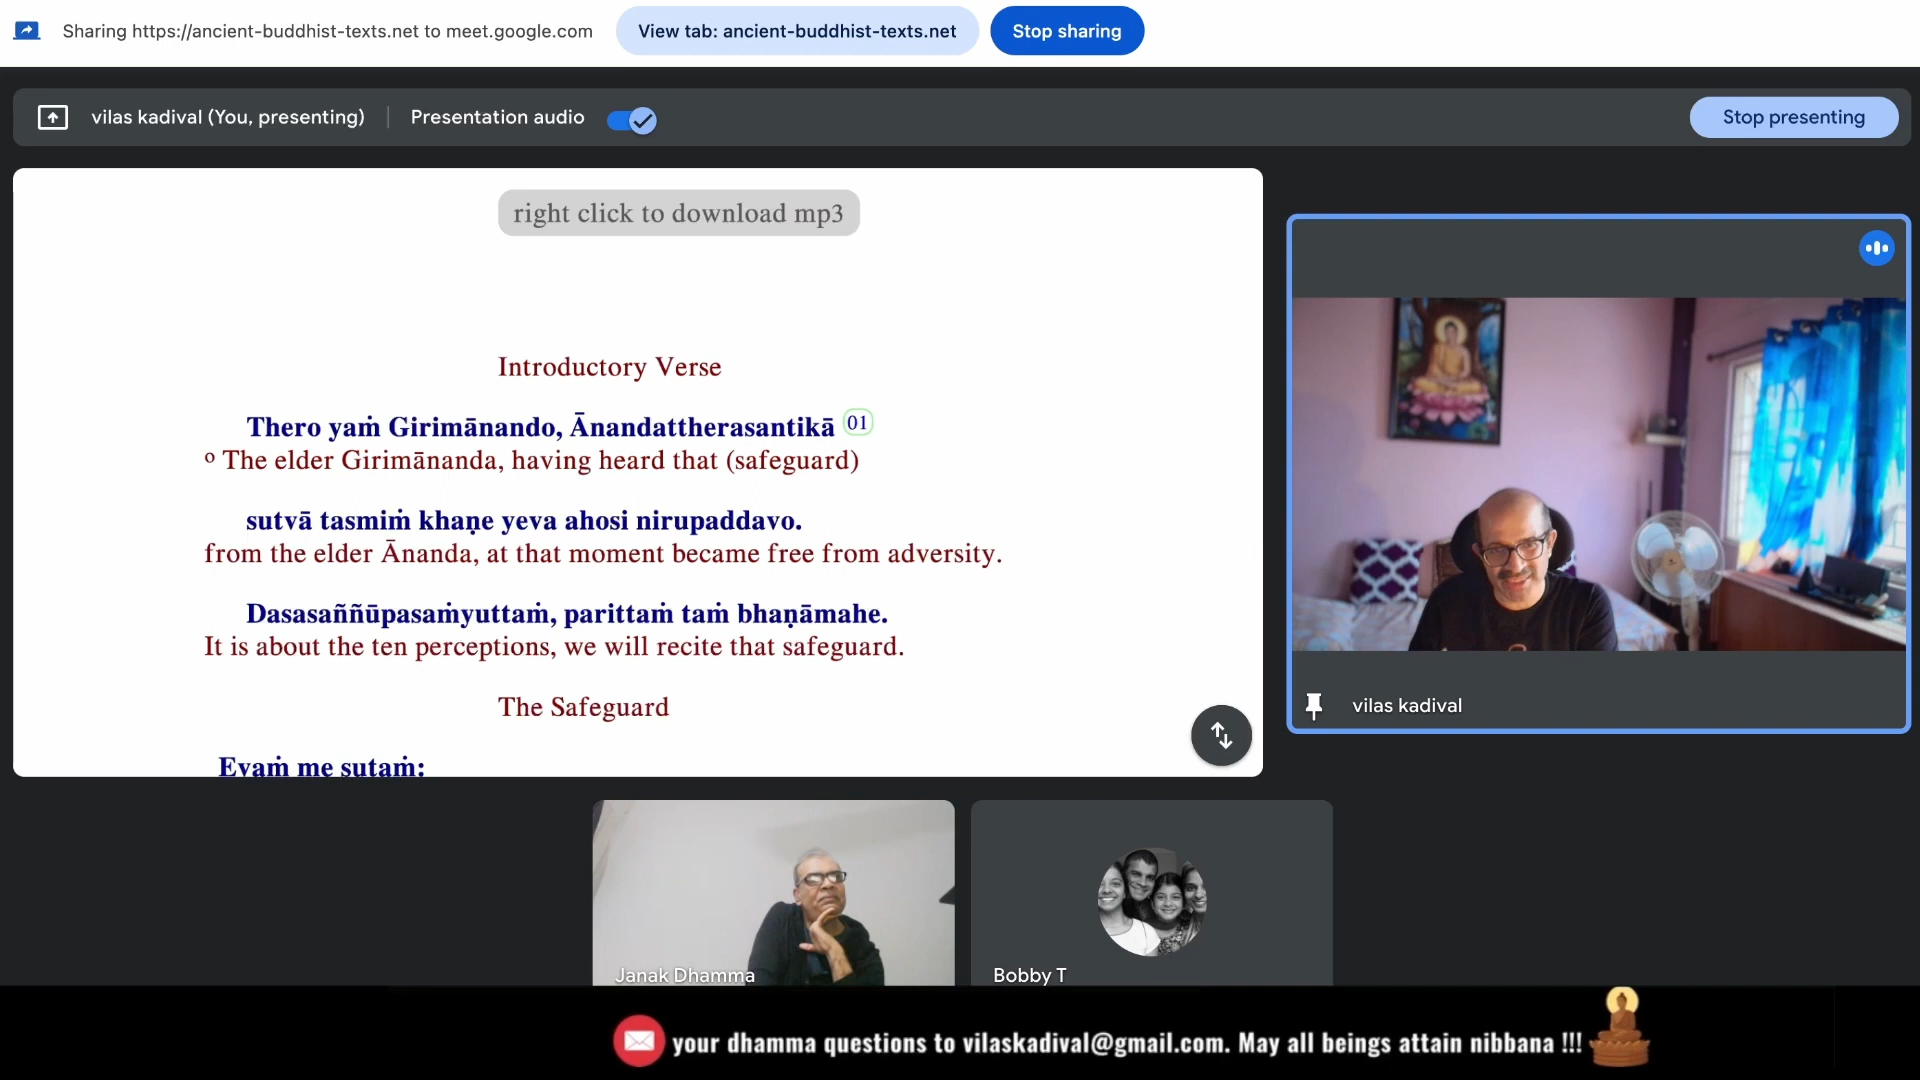 Sharing https://ancient-buddhist-texts.net to meet.google.com
View tab: ancient-buddhist-texts.net
Stop sharing
vilas kadival (You, presenting)
Presentation audio
Stop presenting
right click to download mp3
Introductory Verse
Thero yaṁ Girimānando, Ānandattherasantikā 01
o The elder Girimānanda, having heard that (safeguard)
sutvā tasmiṁ khaṇe yeva ahosi nirupaddavo.
from the elder Ānanda, at that moment became free from adversity.
Dasasaññūpasaṁyuttaṁ, parittaṁ taṁ bhaṇāmahe.
It is about the ten perceptions, we will recite that safeguard.
The Safeguard
Evaṁ me sutaṁ:
vilas kadival
Janak Dhamma
Bobby T
your dhamma questions to vilaskadival@gmail.com. May all beings attain nibbana !!!